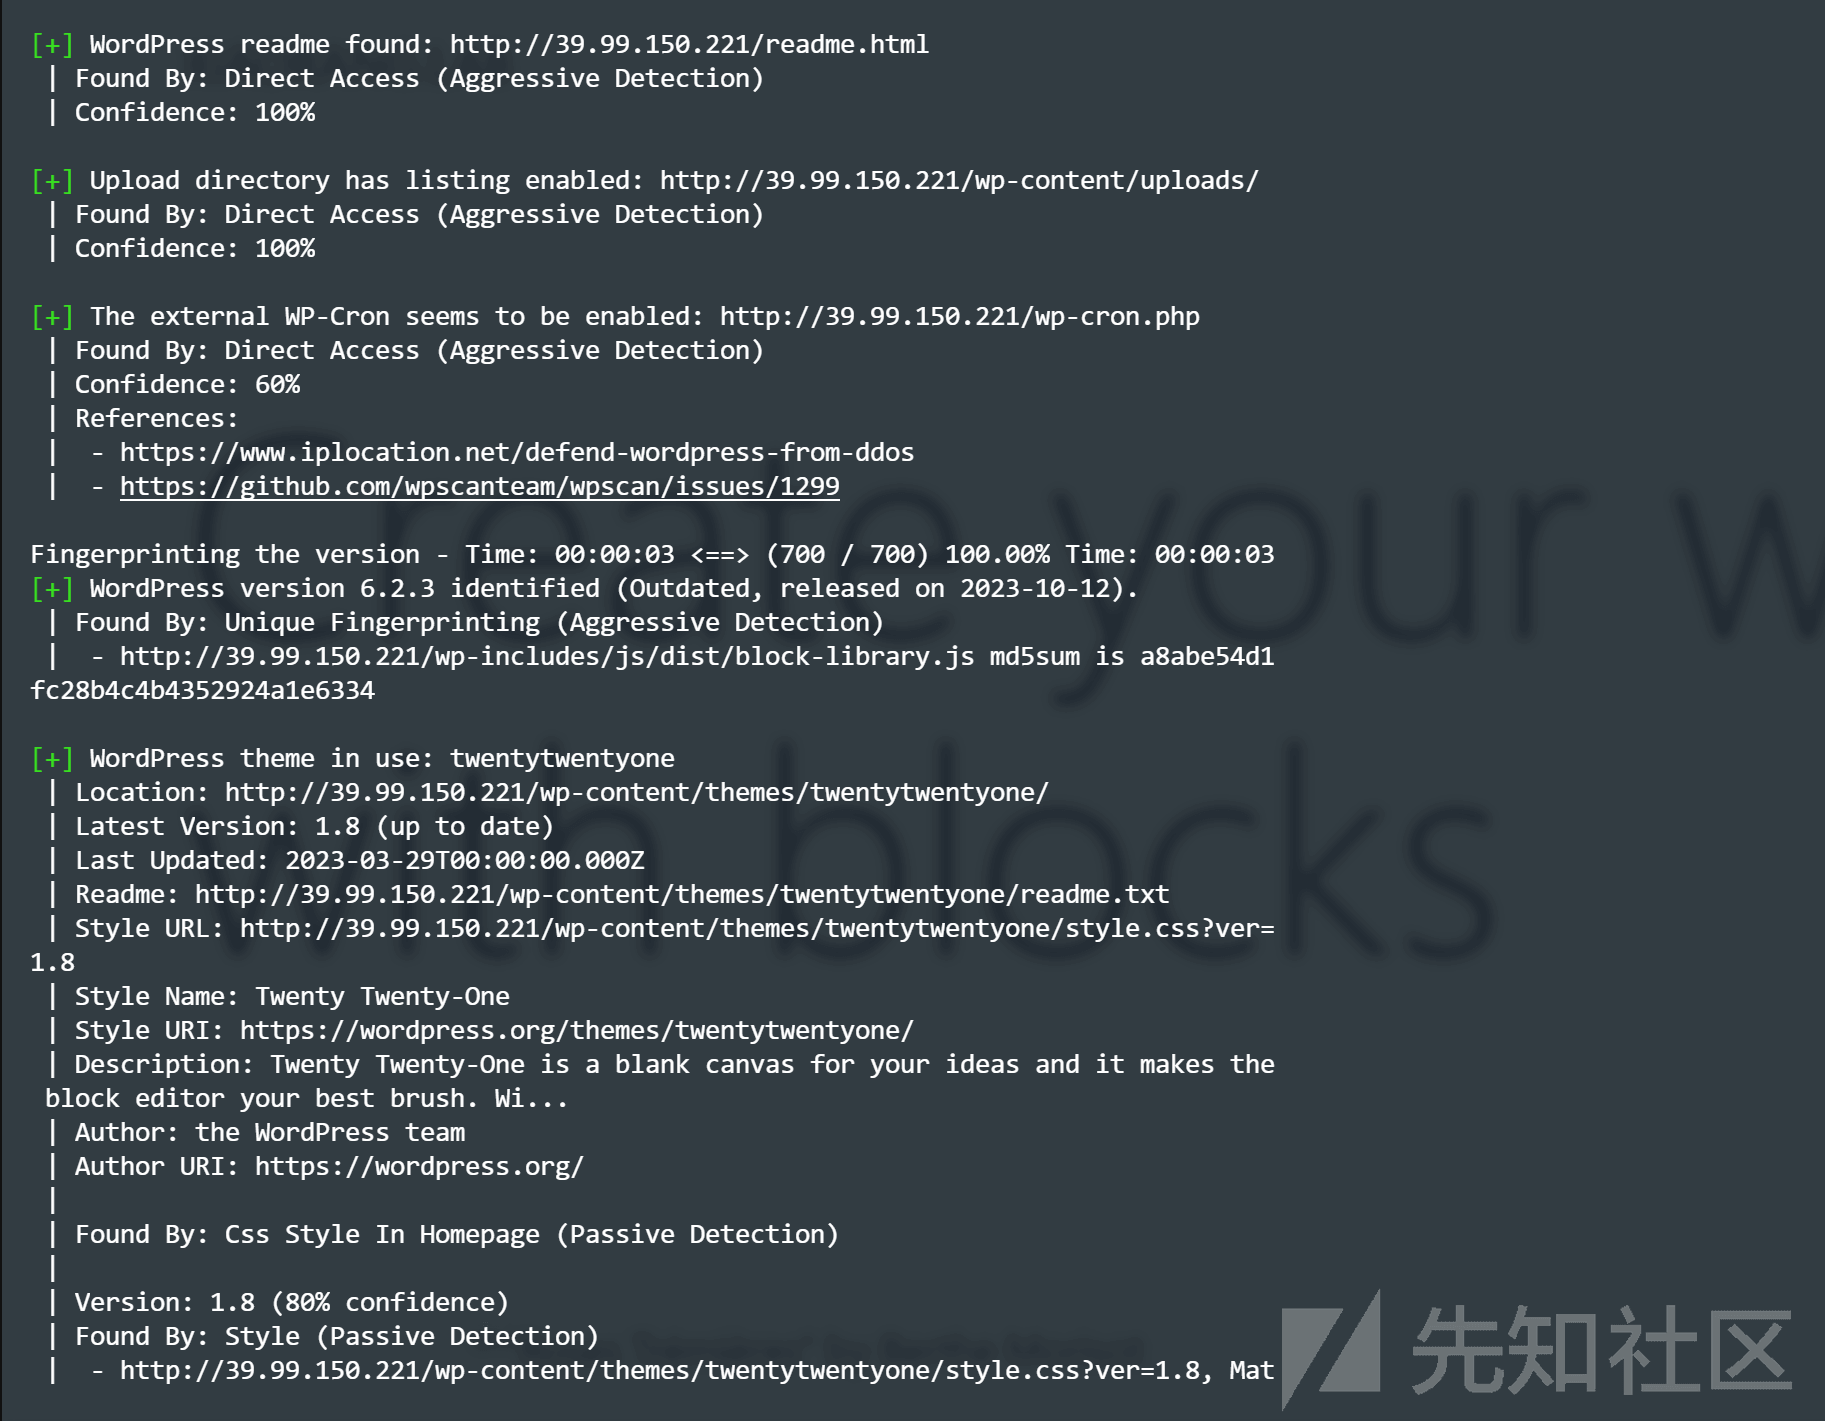 [+] WordPress readme found: http://39.99.150.221/readme.html
| Found By: Direct Access (Aggressive Detection)
| Confidence: 100%
[+] Upload directory has listing enabled: http://39.99.150.221/wp-content/uploads/
| Found By: Direct Access (Aggressive Detection)
| Confidence: 100%
[+] The external WP-Cron seems to be enabled: http://39.99.150.221/wp-cron.php
| Found By: Direct Access (Aggressive Detection)
| Confidence: 60%
| References:
|  - https://www.iplocation.net/defend-wordpress-from-ddos
|  - https://github.com/wpscanteam/wpscan/issues/1299
Fingerprinting the version - Time: 00:00:03 <==> (700 / 700) 100.00% Time: 00:00:03
[+] WordPress version 6.2.3 identified (Outdated, released on 2023-10-12).
| Found By: Unique Fingerprinting (Aggressive Detection)
|  - http://39.99.150.221/wp-includes/js/dist/block-library.js md5sum is a8abe54d1
fc28b4c4b4352924a1e6334
[+] WordPress theme in use: twentytwentyone
| Location: http://39.99.150.221/wp-content/themes/twentytwentyone/
| Latest Version: 1.8 (up to date)
| Last Updated: 2023-03-29T00:00:00.000Z
| Readme: http://39.99.150.221/wp-content/themes/twentytwentyone/readme.txt
| Style URL: http://39.99.150.221/wp-content/themes/twentytwentyone/style.css?ver=
1.8
| Style Name: Twenty Twenty-One
| Style URI: https://wordpress.org/themes/twentytwentyone/
| Description: Twenty Twenty-One is a blank canvas for your ideas and it makes the
block editor your best brush. Wi...
| Author: the WordPress team
| Author URI: https://wordpress.org/
|
| Found By: Css Style In Homepage (Passive Detection)
|
| Version: 1.8 (80% confidence)
| Found By: Style (Passive Detection)
|  - http://39.99.150.221/wp-content/themes/twentytwentyone/style.css?ver=1.8, Mat
Create your w
with blocks
先知社区